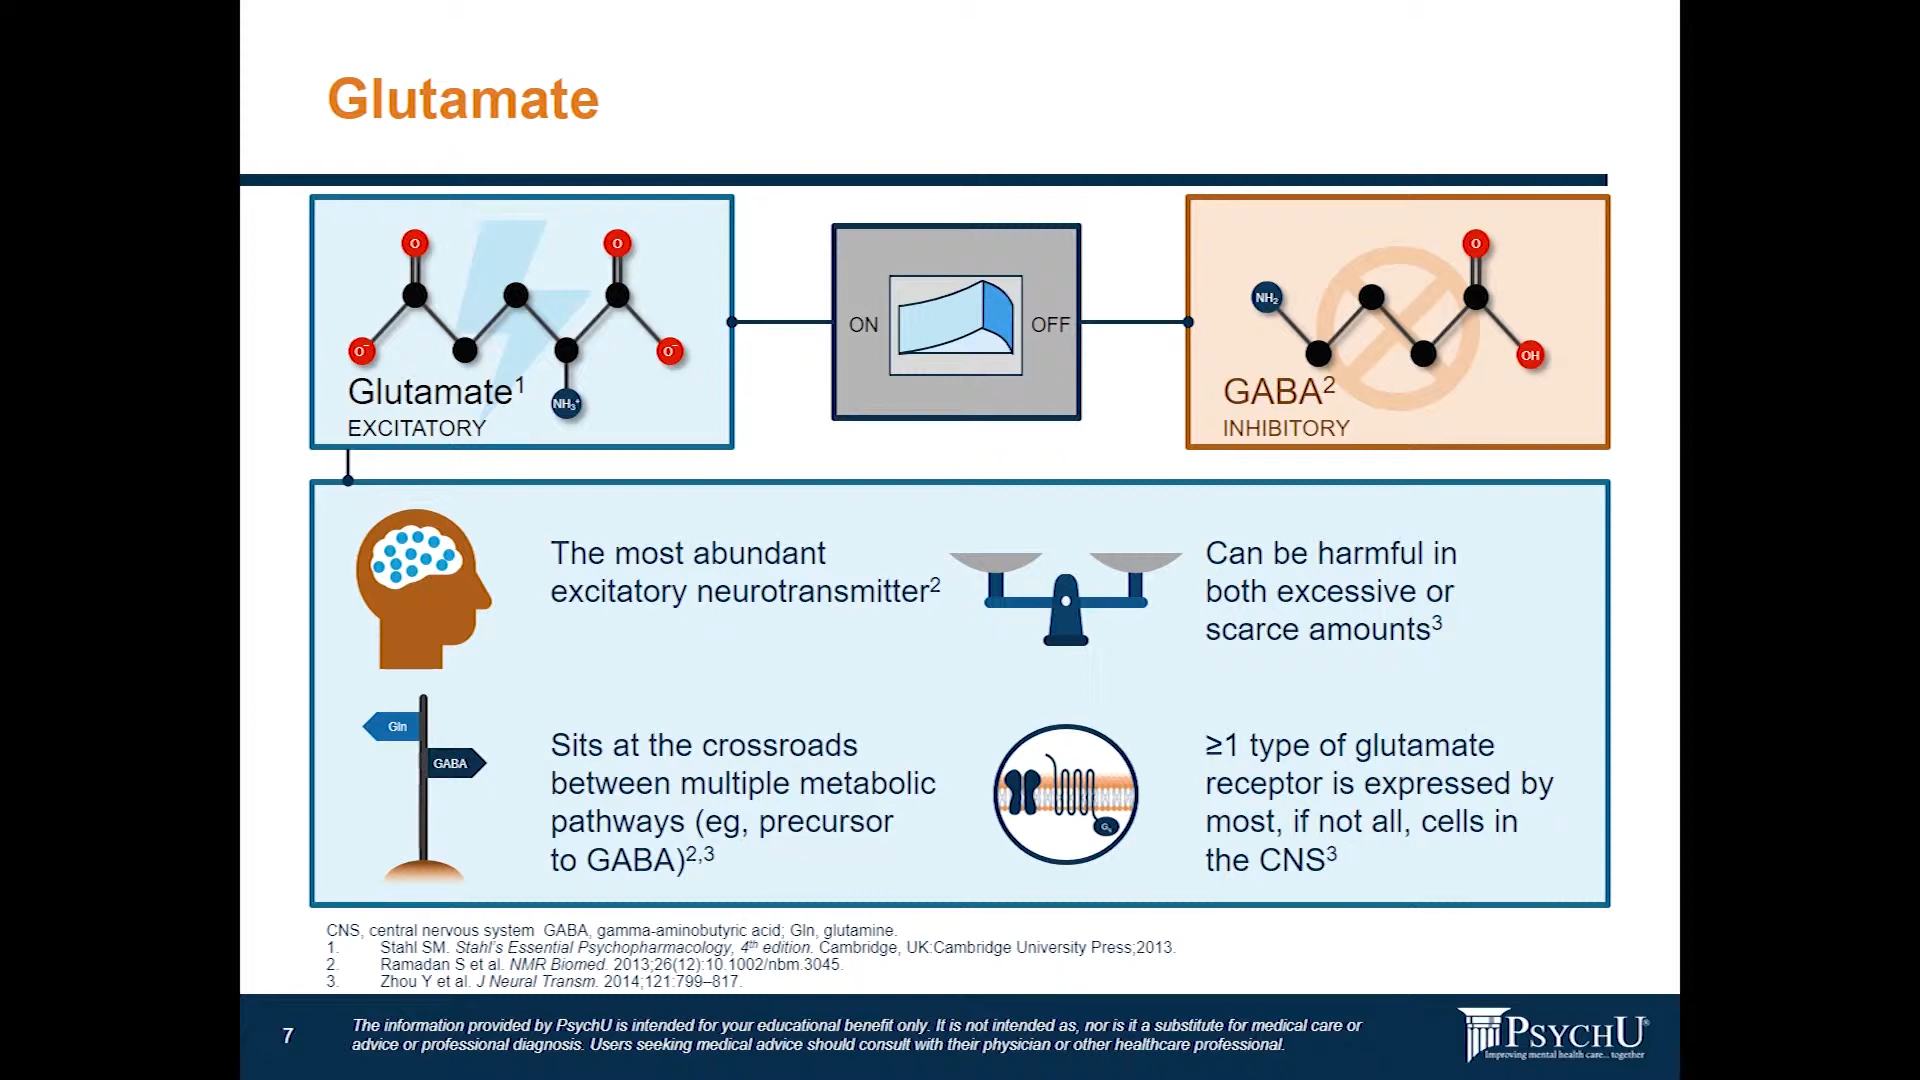 Glutamate
O
O
O⁻
O⁻
NH₃⁺
Glutamate¹
EXCITATORY
ON
OFF
O
NH₂
OH
GABA²
INHIBITORY
The most abundant
excitatory neurotransmitter²
Can be harmful in
both excessive or
scarce amounts³
Gln
GABA
Sits at the crossroads
between multiple metabolic
pathways (eg, precursor
to GABA)²,³
≥1 type of glutamate
receptor is expressed by
most, if not all, cells in
the CNS³
CNS, central nervous system GABA, gamma-aminobutyric acid; Gln, glutamine.
1. Stahl SM. Stahl's Essential Psychopharmacology, 4th edition. Cambridge, UK:Cambridge University Press;2013.
2. Ramadan S et al. NMR Biomed. 2013;26(12):10.1002/nbm.3045.
3. Zhou Y et al. J Neural Transm. 2014;121:799–817.
7
The information provided by PsychU is intended for your educational benefit only. It is not intended as, nor is it a substitute for medical care or
advice or professional diagnosis. Users seeking medical advice should consult with their physician or other healthcare professional.
PSYCHU®
Improving mental health care... together